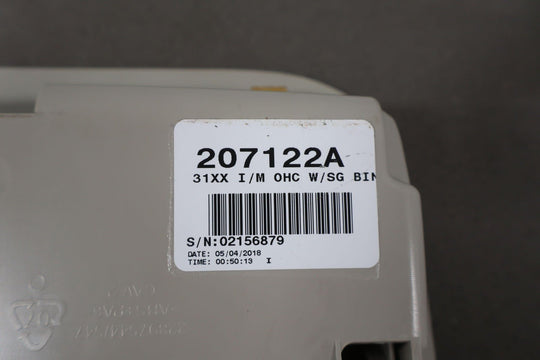 207122A
31XX I/M OHC W/SG BIN
S/N:02156879
DATE: 05/04/2018
TIME: 00:50:13 I